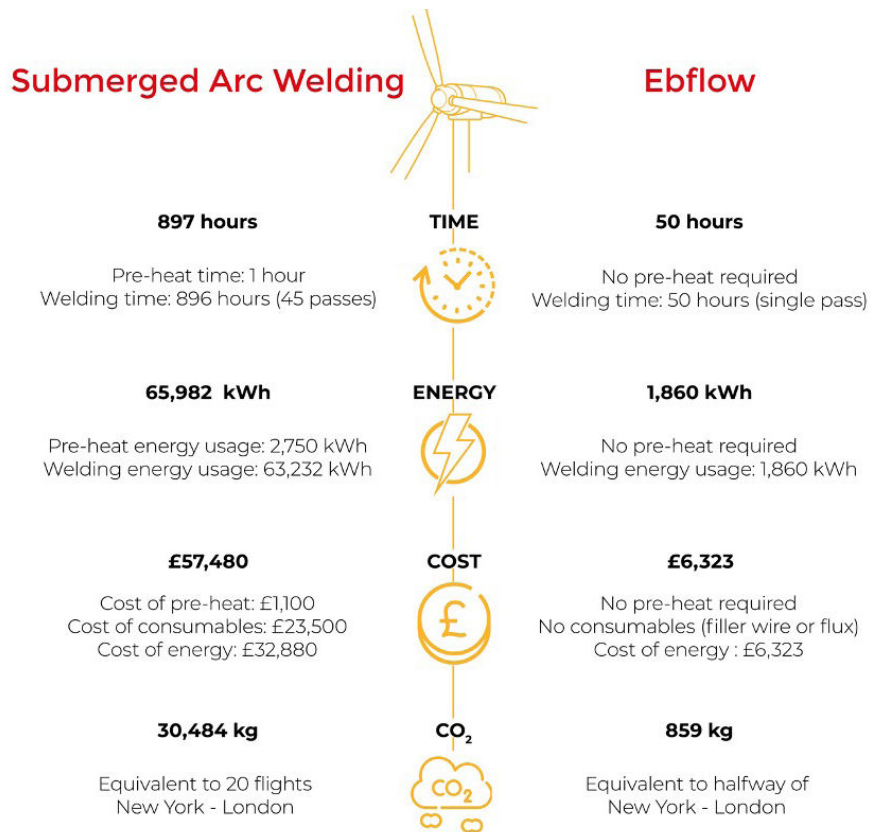 Submerged Arc Welding
Ebflow
897 hours
TIME
50 hours
Pre-heat time: 1 hour
Welding time: 896 hours (45 passes)
No pre-heat required
Welding time: 50 hours (single pass)
65,982 kWh
ENERGY
1,860 kWh
Pre-heat energy usage: 2,750 kWh
Welding energy usage: 63,232 kWh
No pre-heat required
Welding energy usage: 1,860 kWh
£57,480
COST
£6,323
Cost of pre-heat: £1,100
Cost of consumables: £23,500
Cost of energy: £32,880
£
No pre-heat required
No consumables (filler wire or flux)
Cost of energy : £6,323
30,484 kg
CO₂
859 kg
Equivalent to 20 flights
New York - London
CO₂
Equivalent to halfway of
New York - London